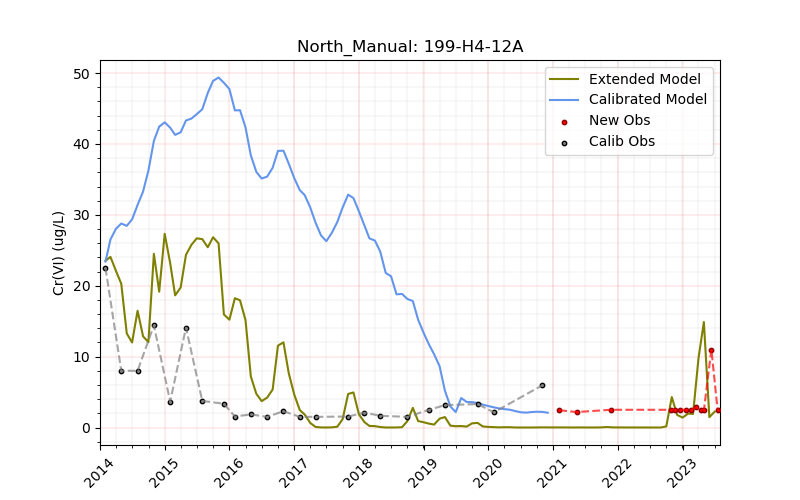 North_Manual: 199-H4-12A
Extended Model
Calibrated Model
New Obs
Calib Obs
Cr(VI) (ug/L)
50
40
30
20
10
0
2014 2015 2016 2017 2018 2019 2020 2021 2022 2023